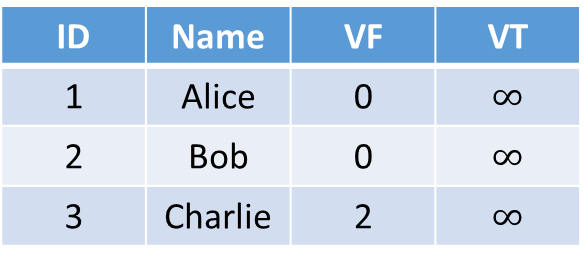 ID Name VF VT
1 Alice 0 ∞
2 Bob 0 ∞
3 Charlie 2 ∞